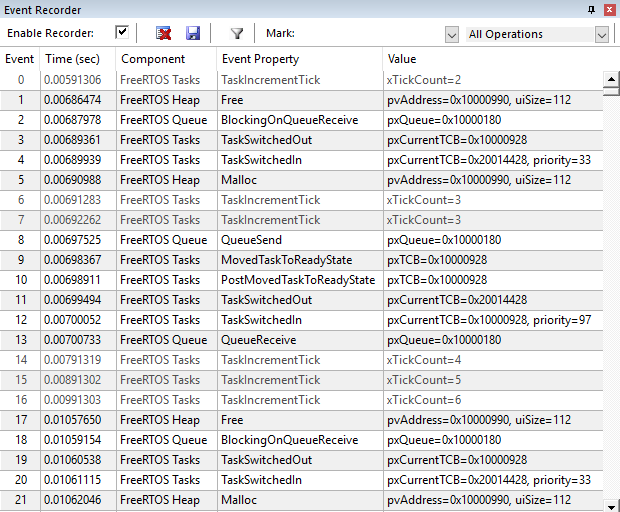 Event Recorder
Enable Recorder: Mark: All Operations
Event Time (sec) Component Event Property Value
0 0.00591306 FreeRTOS Tasks TaskIncrementTick xTickCount=2
1 0.00686474 FreeRTOS Heap Free pvAddress=0x10000990, uiSize=112
2 0.00687978 FreeRTOS Queue BlockingOnQueueReceive pxQueue=0x10000180
3 0.00689361 FreeRTOS Tasks TaskSwitchedOut pxCurrentTCB=0x10000928
4 0.00689939 FreeRTOS Tasks TaskSwitchedIn pxCurrentTCB=0x20014428, priority=33
5 0.00690988 FreeRTOS Heap Malloc pvAddress=0x10000990, uiSize=112
6 0.00691283 FreeRTOS Tasks TaskIncrementTick xTickCount=3
7 0.00692262 FreeRTOS Tasks TaskIncrementTick xTickCount=3
8 0.00697525 FreeRTOS Queue QueueSend pxQueue=0x10000180
9 0.00698367 FreeRTOS Tasks MovedTaskToReadyState pxTCB=0x10000928
10 0.00698911 FreeRTOS Tasks PostMovedTaskToReadyState pxTCB=0x10000928
11 0.00699494 FreeRTOS Tasks TaskSwitchedOut pxCurrentTCB=0x20014428
12 0.00700052 FreeRTOS Tasks TaskSwitchedIn pxCurrentTCB=0x10000928, priority=97
13 0.00700733 FreeRTOS Queue QueueReceive pxQueue=0x10000180
14 0.00791319 FreeRTOS Tasks TaskIncrementTick xTickCount=4
15 0.00891302 FreeRTOS Tasks TaskIncrementTick xTickCount=5
16 0.00991303 FreeRTOS Tasks TaskIncrementTick xTickCount=6
17 0.01057650 FreeRTOS Heap Free pvAddress=0x10000990, uiSize=112
18 0.01059154 FreeRTOS Queue BlockingOnQueueReceive pxQueue=0x10000180
19 0.01060538 FreeRTOS Tasks TaskSwitchedOut pxCurrentTCB=0x10000928
20 0.01061115 FreeRTOS Tasks TaskSwitchedIn pxCurrentTCB=0x20014428, priority=33
21 0.01062046 FreeRTOS Heap Malloc pvAddress=0x10000990, uiSize=112